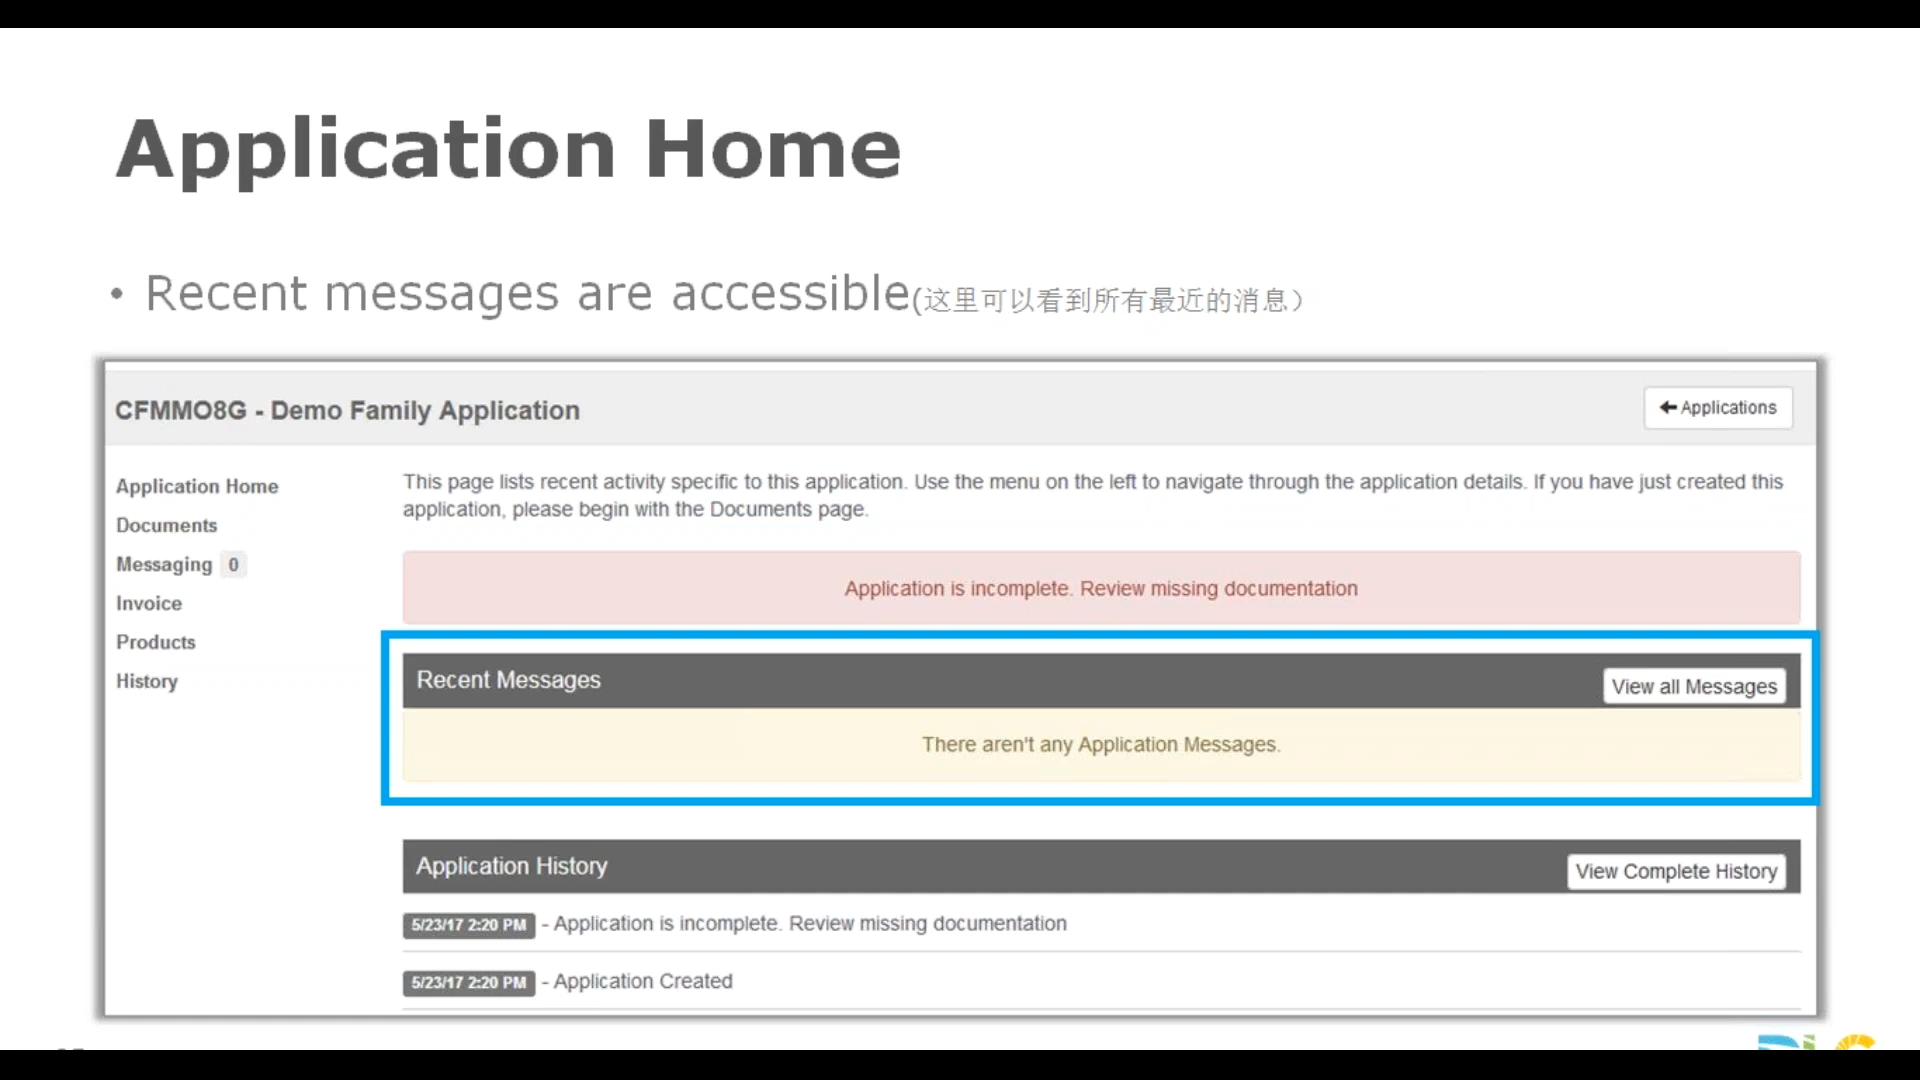 Application Home
• Recent messages are accessible(这里可以看到所有最近的消息）
CFMMO8G - Demo Family Application
Applications
Application Home
Documents
Messaging 0
Invoice
Products
History
This page lists recent activity specific to this application. Use the menu on the left to navigate through the application details. If you have just created this
application, please begin with the Documents page.
Application is incomplete. Review missing documentation
Recent Messages
View all Messages
There aren't any Application Messages.
Application History
View Complete History
5/23/17 2:20 PM - Application is incomplete. Review missing documentation
5/23/17 2:20 PM - Application Created